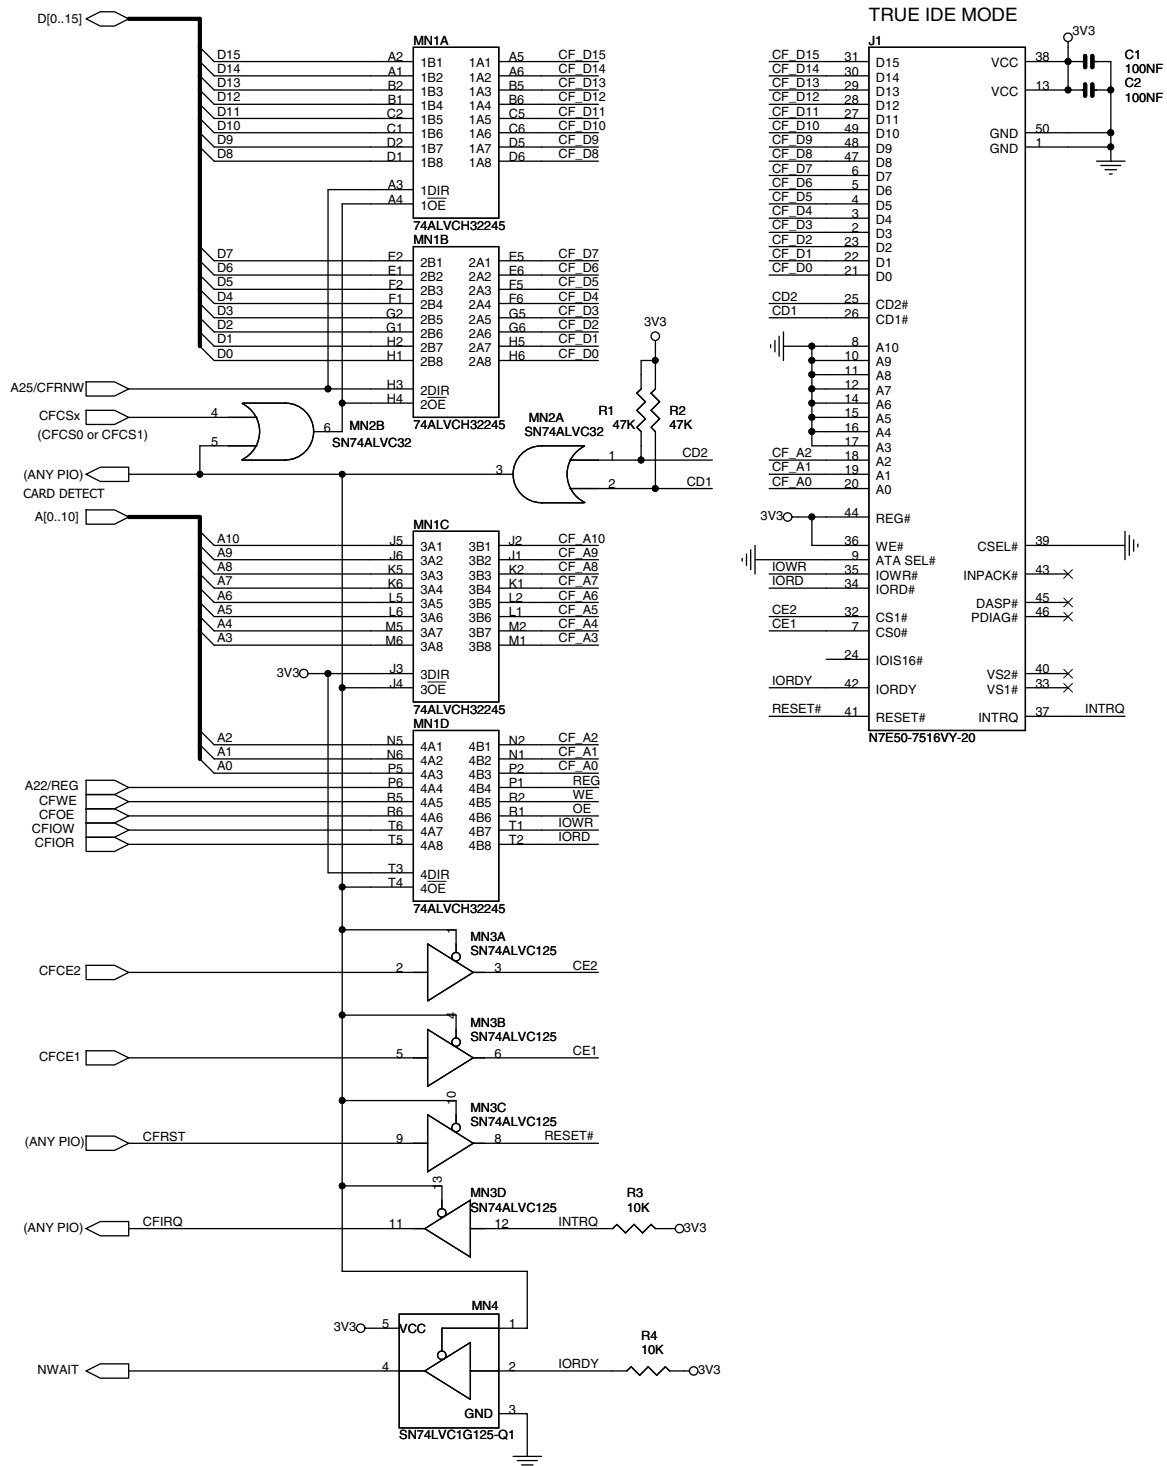 TRUE IDE MODE
D[0..15]
MN1A
D15 A2 1B1 1A1 A5 CF_D15
D14 A1 1B2 1A2 A6 CF_D14
D13 B2 1B3 1A3 B5 CF_D13
D12 B1 1B4 1A4 B6 CF_D12
D11 C2 1B5 1A5 C5 CF_D11
D10 C1 1B6 1A6 C6 CF_D10
D9 D2 1B7 1A7 D5 CF_D9
D8 D1 1B8 1A8 D6 CF_D8
A3 1DIR
A4 1OE
74ALVCH32245
MN1B
D7 E2 2B1 2A1 E5 CF_D7
D6 E1 2B2 2A2 E6 CF_D6
D5 F2 2B3 2A3 F5 CF_D5
D4 F1 2B4 2A4 F6 CF_D4
D3 G2 2B5 2A5 G5 CF_D3
D2 G1 2B6 2A6 G6 CF_D2
D1 H2 2B7 2A7 H5 CF_D1
D0 H1 2B8 2A8 H6 CF_D0
A25/CFRNW H3 2DIR
H4 2OE
74ALVCH32245
CFCSx 4
(CFCS0 or CFCS1)
5 6 MN2B
SN74ALVC32
3V3
R1 47K
R2 47K
MN2A
SN74ALVC32
1 CD2
2 CD1
3
(ANY PIO)
CARD DETECT
A[0..10]
MN1C
A10 J5 3A1 3B1 J2 CF_A10
A9 J6 3A2 3B2 J1 CF_A9
A8 K5 3A3 3B3 K2 CF_A8
A7 K6 3A4 3B4 K1 CF_A7
A6 L5 3A5 3B5 L2 CF_A6
A5 L6 3A6 3B6 L1 CF_A5
A4 M5 3A7 3B7 M2 CF_A4
A3 M6 3A8 3B8 M1 CF_A3
3V3 J3 3DIR
J4 3OE
74ALVCH32245
MN1D
A2 N5 4A1 4B1 N2 CF_A2
A1 N6 4A2 4B2 N1 CF_A1
A0 P5 4A3 4B3 P2 CF_A0
A22/REG P6 4A4 4B4 P1 REG
CFWE R5 4A5 4B5 R2 WE
CFOE R6 4A6 4B6 R1 OE
CFIOW T6 4A7 4B7 T1 IOWR
CFIOR T5 4A8 4B8 T2 IORD
T3 4DIR
T4 4OE
74ALVCH32245
1 MN3A
SN74ALVC125
CFCE2 2 3 CE2
4 MN3B
SN74ALVC125
CFCE1 5 6 CE1
10 MN3C
SN74ALVC125
(ANY PIO) CFRST 9 8 RESET#
13 MN3D
SN74ALVC125
(ANY PIO) CFIRQ 11 12 INTRQ R3 10K 3V3
MN4
3V3 5 VCC 1
NWAIT 4 2 IORDY R4 10K 3V3
GND 3
SN74LVC1G125-Q1
J1
CF_D15 31 D15
CF_D14 30 D14
CF_D13 29 D13
CF_D12 28 D12
CF_D11 27 D11
CF_D10 49 D10
CF_D9 48 D9
CF_D8 47 D8
CF_D7 6 D7
CF_D6 5 D6
CF_D5 4 D5
CF_D4 3 D4
CF_D3 2 D3
CF_D2 23 D2
CF_D1 22 D1
CF_D0 21 D0
CD2 25 CD2#
CD1 26 CD1#
8 A10
10 A9
11 A8
12 A7
14 A6
15 A5
16 A4
17 A3
CF_A2 18 A2
CF_A1 19 A1
CF_A0 20 A0
3V3 44 REG#
36 WE#
9 ATA SEL#
IOWR 35 IOWR#
IORD 34 IORD#
CE2 32 CS1#
CE1 7 CS0#
24 IOIS16#
IORDY 42 IORDY
RESET# 41 RESET#
3V3
VCC 38
VCC 13
C1
100NF
C2
100NF
GND 50
GND 1
CSEL# 39
INPACK# 43
DASP# 45
PDIAG# 46
VS2# 40
VS1# 33
INTRQ 37 INTRQ
N7E50-7516VY-20